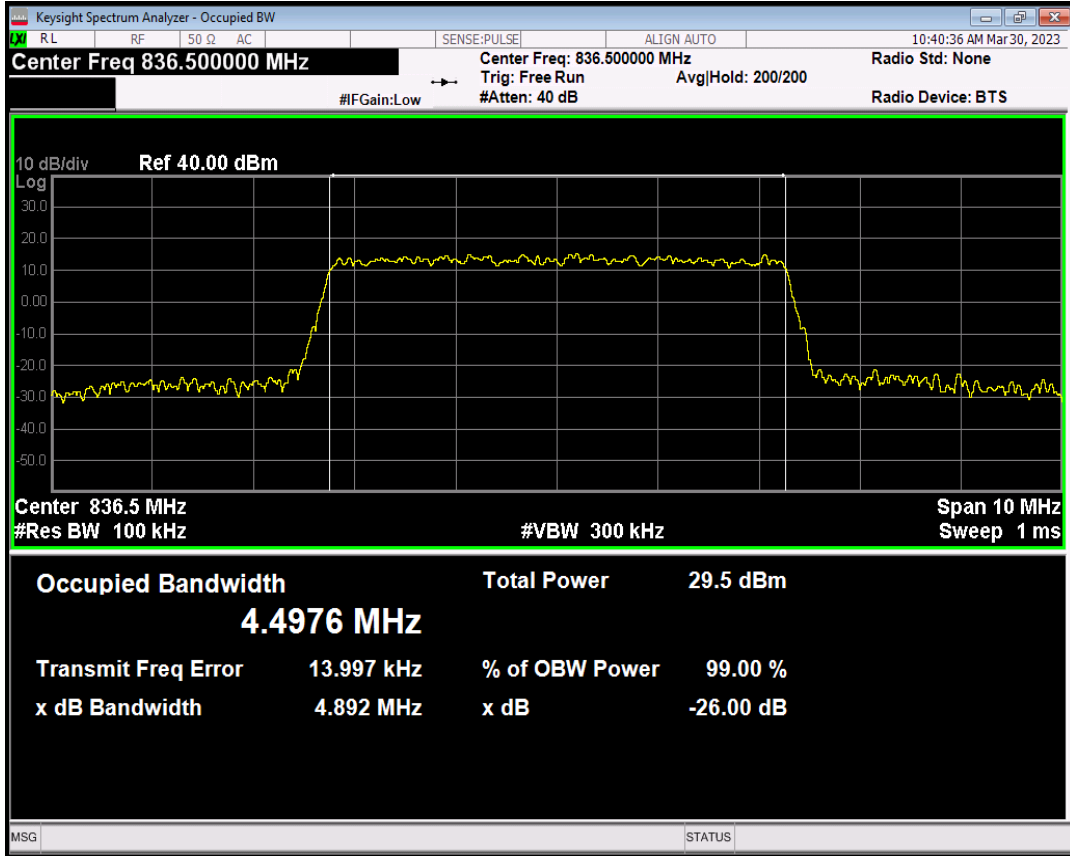 Keysight Spectrum Analyzer - Occupied BW
LXI RL RF 50 Ω AC SENSE:PULSE ALIGN AUTO 10:40:36 AM Mar 30, 2023
Center Freq 836.500000 MHz
Center Freq: 836.500000 MHz
Radio Std: None
Trig: Free Run Avg|Hold: 200/200
#IFGain:Low #Atten: 40 dB Radio Device: BTS
10 dB/div Ref 40.00 dBm
Log
30.0
20.0
10.0
0.00
-10.0
-20.0
-30.0
-40.0
-50.0
Center 836.5 MHz Span 10 MHz
#Res BW 100 kHz #VBW 300 kHz Sweep 1 ms
Occupied Bandwidth Total Power 29.5 dBm
4.4976 MHz
Transmit Freq Error 13.997 kHz % of OBW Power 99.00 %
x dB Bandwidth 4.892 MHz x dB -26.00 dB
MSG STATUS